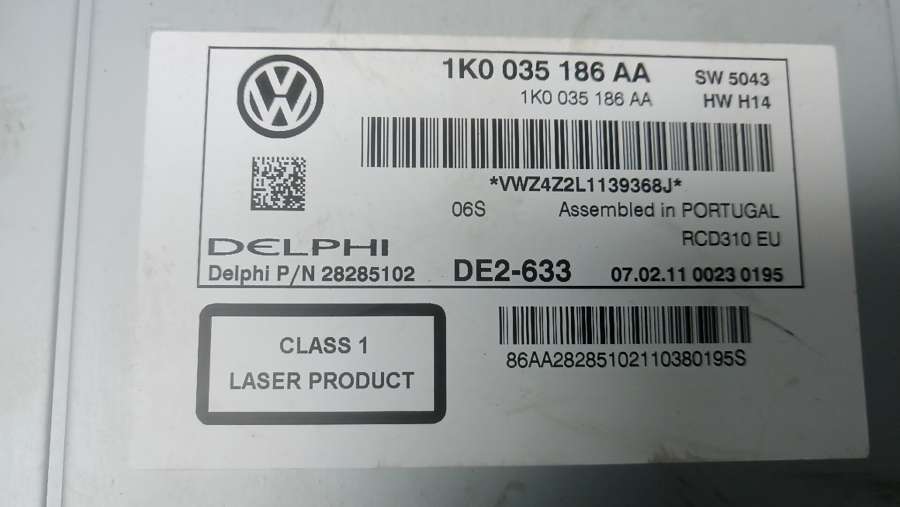 1K0 035 186 AA SW 5043
1K0 035 186 AA HW H14
*VWZ4Z2L1139368J*
06S Assembled in PORTUGAL
RCD310 EU
DELPHI
Delphi P/N 28285102 DE2-633 07.02.11 0023 0195
CLASS 1
LASER PRODUCT
86AA28285102110380195S